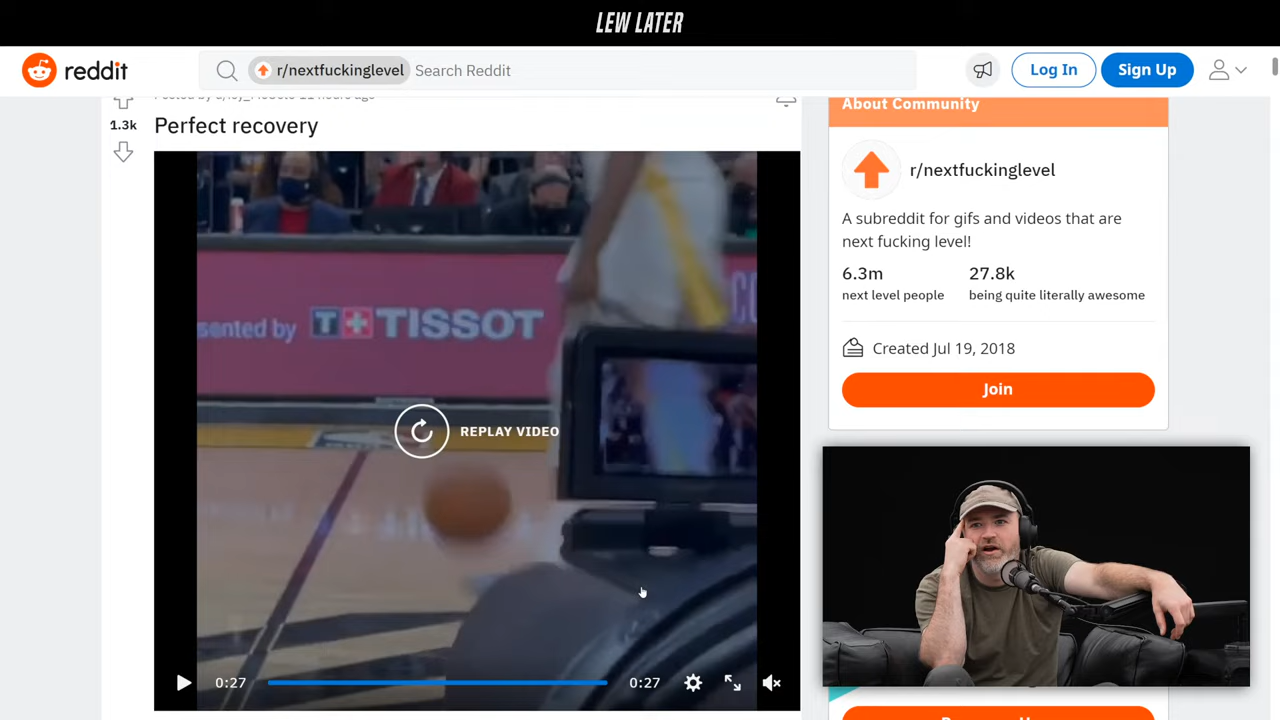 LEW LATER
reddit
r/nextfuckinglevel Search Reddit
Log In
Sign Up
1.3k
Perfect recovery
sented by TISSOT
REPLAY VIDEO
0:27
0:27
About Community
r/nextfuckinglevel
A subreddit for gifs and videos that are
next fucking level!
6.3m
27.8k
next level people
being quite literally awesome
Created Jul 19, 2018
Join